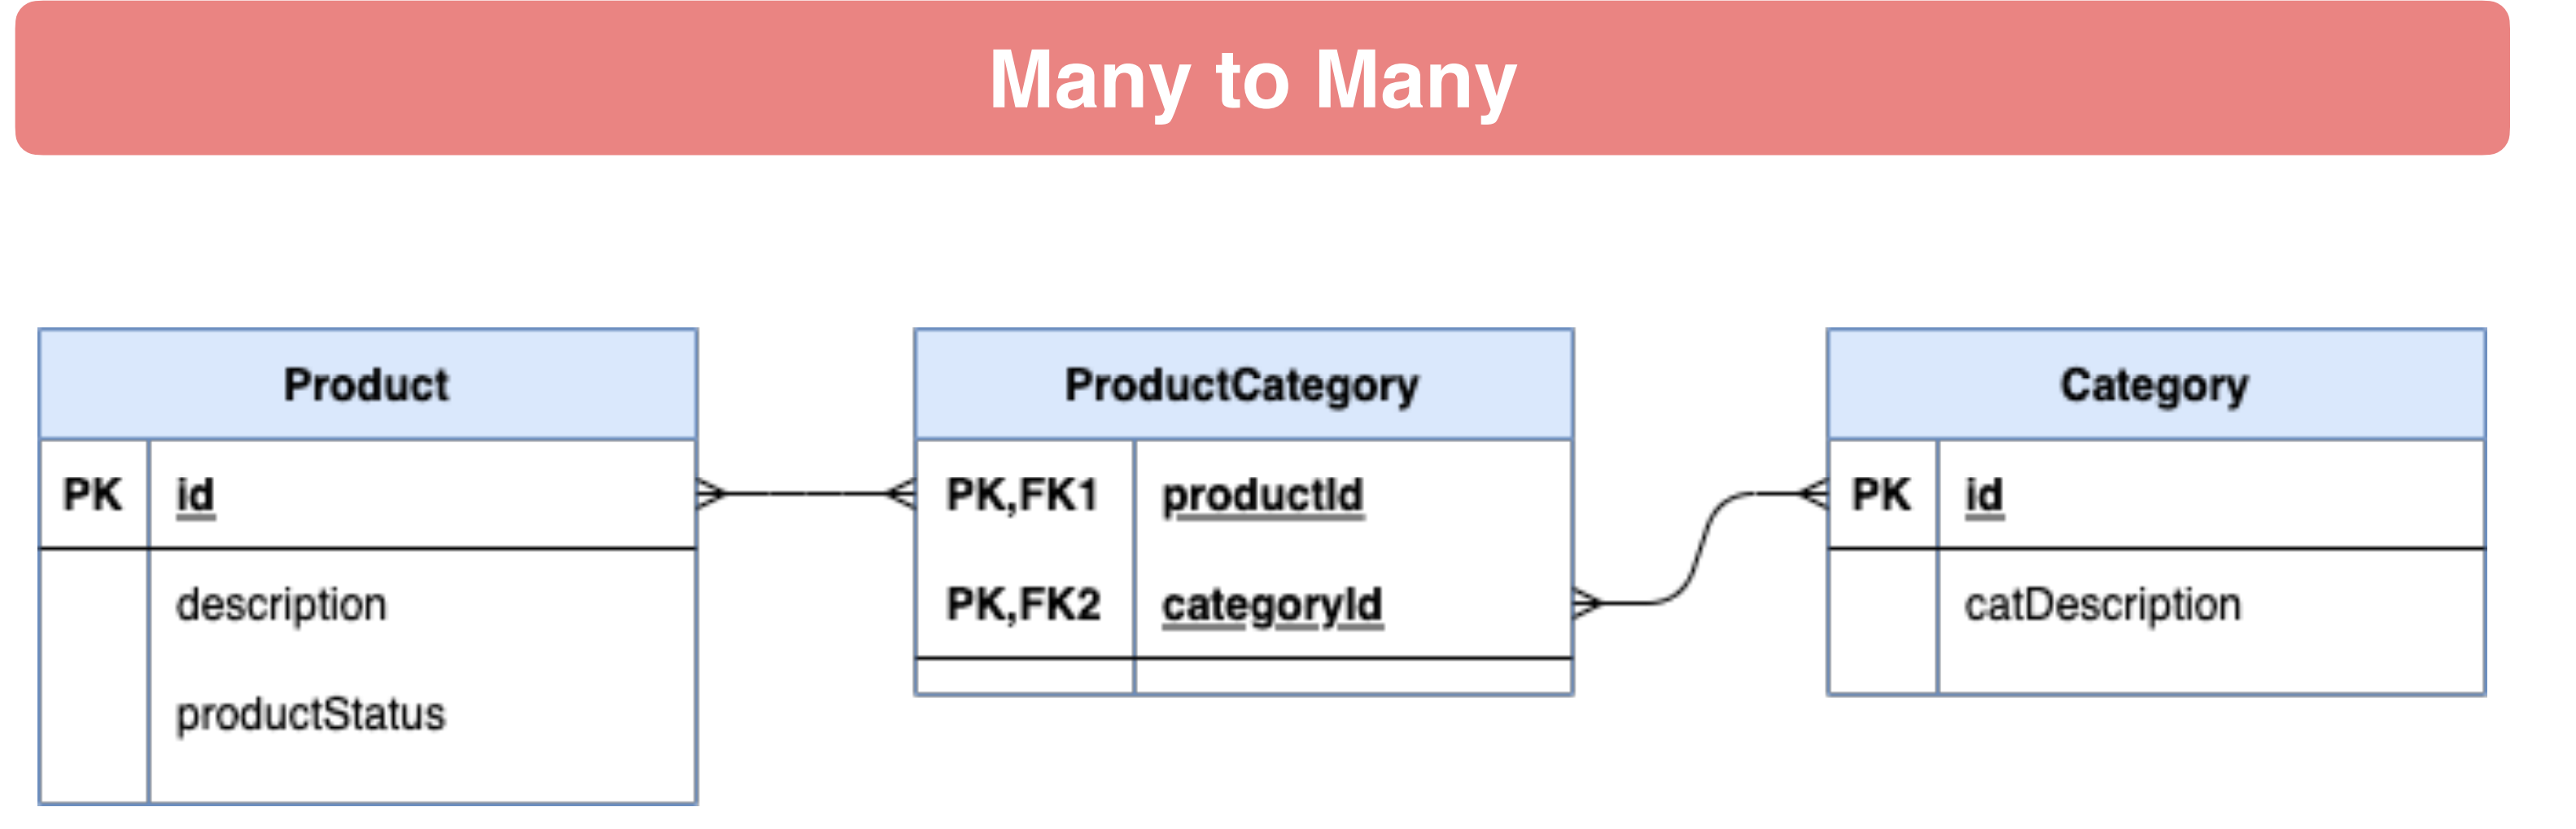 Many to Many
Product
PK id
description
productStatus
ProductCategory
PK,FK1 productId
PK,FK2 categoryId
Category
PK id
catDescription